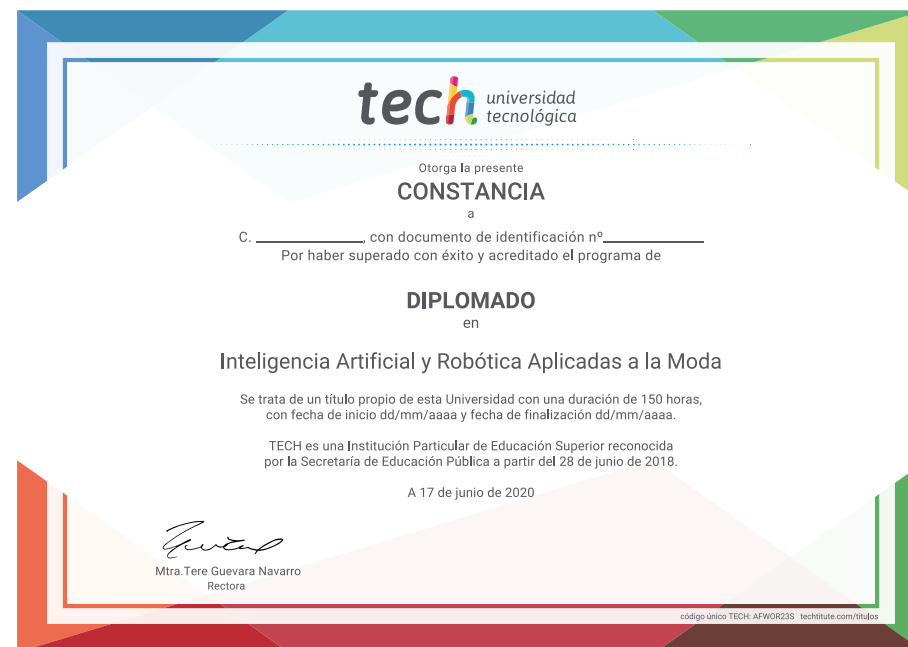 tech universidad
tecnológica
Otorga la presente
CONSTANCIA
a
C. ____________, con documento de identificación nº____________
Por haber superado con éxito y acreditado el programa de
DIPLOMADO
en
Inteligencia Artificial y Robótica Aplicadas a la Moda
Se trata de un título propio de esta Universidad con una duración de 150 horas,
con fecha de inicio dd/mm/aaaa y fecha de finalización dd/mm/aaaa.
TECH es una Institución Particular de Educación Superior reconocida
por la Secretaría de Educación Pública a partir del 28 de junio de 2018.
A 17 de junio de 2020
Mtra.Tere Guevara Navarro
Rectora
código único TECH: AFWOR23S techtitute.com/titulos